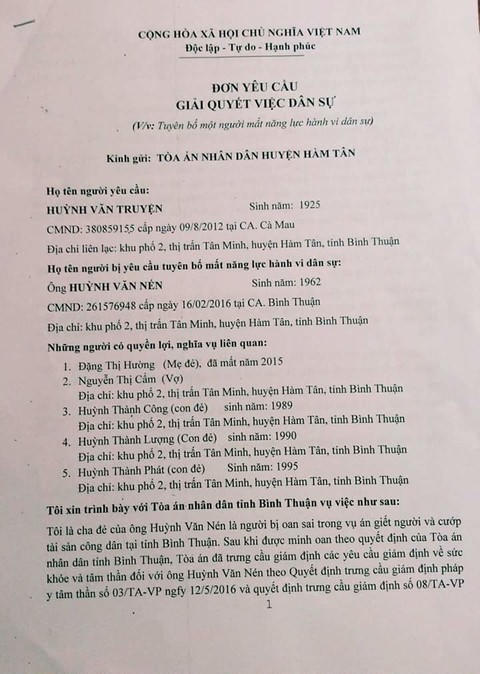 CỘNG HÒA XÃ HỘI CHỦ NGHĨA VIỆT NAM
Độc lập - Tự do - Hạnh phúc
ĐƠN YÊU CẦU
GIẢI QUYẾT VIỆC DÂN SỰ
(V/v: Tuyên bố một người mất năng lực hành vi dân sự)
Kính gửi: TÒA ÁN NHÂN DÂN HUYỆN HÀM TÂN
Họ tên người yêu cầu:
HUỲNH VĂN TRUYỆN Sinh năm: 1925
CMND: 380859155 cấp ngày 09/8/2012 tại CA. Cà Mau
Địa chỉ liên lạc: khu phố 2, thị trấn Tân Minh, huyện Hàm Tân, tỉnh Bình Thuận
Họ tên người bị yêu cầu tuyên bố mất năng lực hành vi dân sự:
Ông HUỲNH VĂN NÉN Sinh năm: 1962
CMND: 261576948 cấp ngày 16/02/2016 tại CA. Bình Thuận
Địa chỉ: khu phố 2, thị trấn Tân Minh, huyện Hàm Tân, tỉnh Bình Thuận
Những người có quyền lợi, nghĩa vụ liên quan:
1. Đặng Thị Hường (Mẹ đẻ), đã mất năm 2015
2. Nguyễn Thị Cẩm (Vợ)
Địa chỉ: khu phố 2, thị trấn Tân Minh, huyện Hàm Tân, tỉnh Bình Thuận
3. Huỳnh Thành Công (con đẻ) sinh năm: 1989
Địa chỉ: khu phố 2, thị trấn Tân Minh, huyện Hàm Tân, tỉnh Bình Thuận
4. Huỳnh Thành Lượng (Con đẻ) sinh năm: 1990
Địa chỉ: khu phố 2, thị trấn Tân Minh, huyện Hàm Tân, tỉnh Bình Thuận
5. Huỳnh Thành Phát (con đẻ) Sinh năm: 1995
Địa chỉ: khu phố 2, thị trấn Tân Minh, huyện Hàm Tân, tỉnh Bình Thuận
Tôi xin trình bày với Tòa án nhân dân tỉnh Bình Thuận vụ việc như sau:
Tôi là cha đẻ của ông Huỳnh Văn Nén là người bị oan sai trong vụ án giết người và cướp
tài sản công dân tại tỉnh Bình Thuận. Sau khi được minh oan theo quyết định của Tòa án
nhân dân tỉnh Bình Thuận, Tòa án đã trưng cầu giám định các yêu cầu giám định về sức
khỏe và tâm thần đối với ông Huỳnh Văn Nén theo Quyết định trưng cầu giám định pháp
y tâm thần số 03/TA-VP ngfy 12/5/2016 và quyết định trưng cầu giám định số 08/TA-VP
1